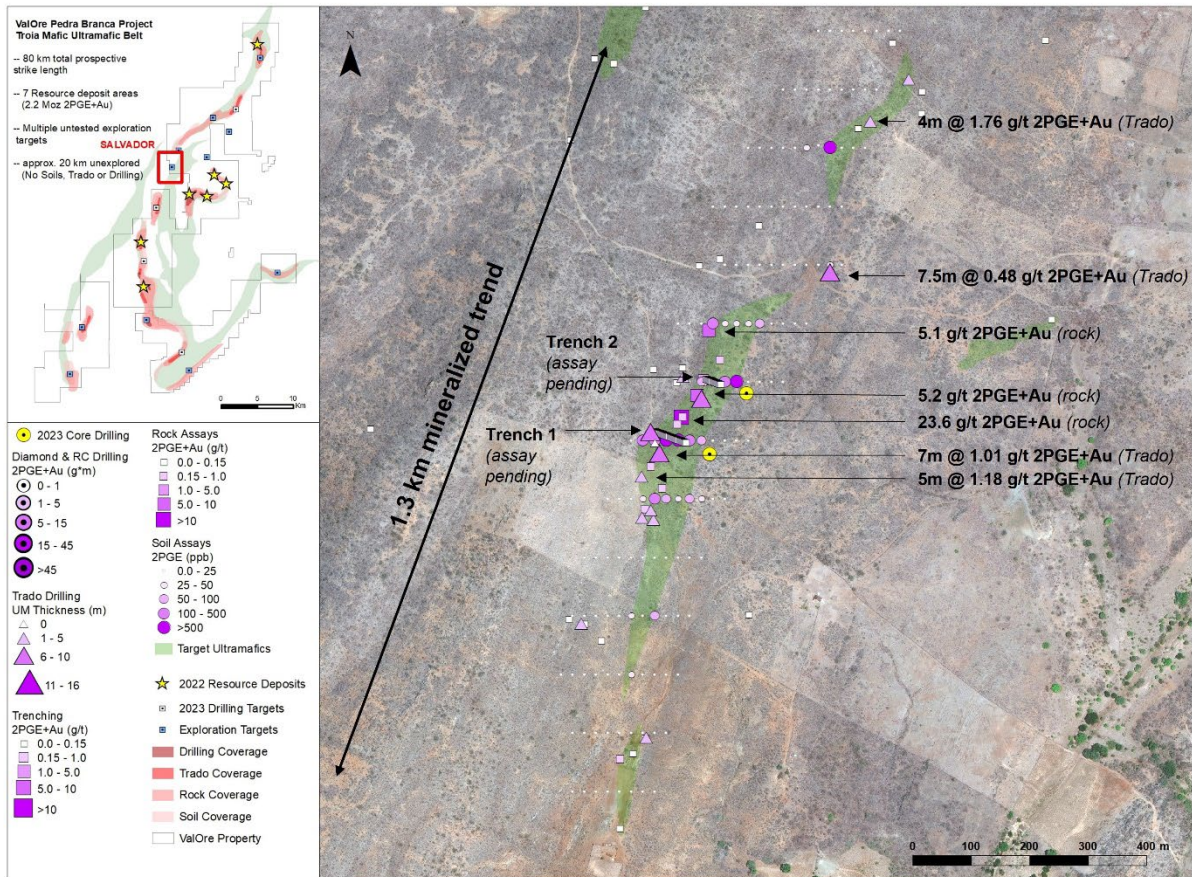 ValOre Pedra Branca Project
Troia Mafic Ultramafic Belt
-- 80 km total prospective
strike length
-- 7 Resource deposit areas
(2.2 Moz 2PGE+Au)
-- Multiple untested exploration
targets
SALVADOR
-- approx. 20 km unexplored
(No Soils, Trado or Drilling)
0 5 10
Km
2023 Core Drilling
Diamond & RC Drilling
2PGE+Au (g*m)
0 - 1
1 - 5
5 - 15
15 - 45
>45
Trado Drilling
UM Thickness (m)
0
1 - 5
6 - 10
11 - 16
Trenching
2PGE+Au (g/t)
0.0 - 0.15
0.15 - 1.0
1.0 - 5.0
5.0 - 10
>10
Rock Assays
2PGE+Au (g/t)
0.0 - 0.15
0.15 - 1.0
1.0 - 5.0
5.0 - 10
>10
Soil Assays
2PGE (ppb)
0.0 - 25
25 - 50
50 - 100
100 - 500
>500
Target Ultramafics
2022 Resource Deposits
2023 Drilling Targets
Exploration Targets
Drilling Coverage
Trado Coverage
Rock Coverage
Soil Coverage
ValOre Property
N
1.3 km mineralized trend
4m @ 1.76 g/t 2PGE+Au (Trado)
7.5m @ 0.48 g/t 2PGE+Au (Trado)
5.1 g/t 2PGE+Au (rock)
Trench 2
(assay
pending)
5.2 g/t 2PGE+Au (rock)
23.6 g/t 2PGE+Au (rock)
Trench 1
(assay
pending)
7m @ 1.01 g/t 2PGE+Au (Trado)
5m @ 1.18 g/t 2PGE+Au (Trado)
0 100 200 400 m